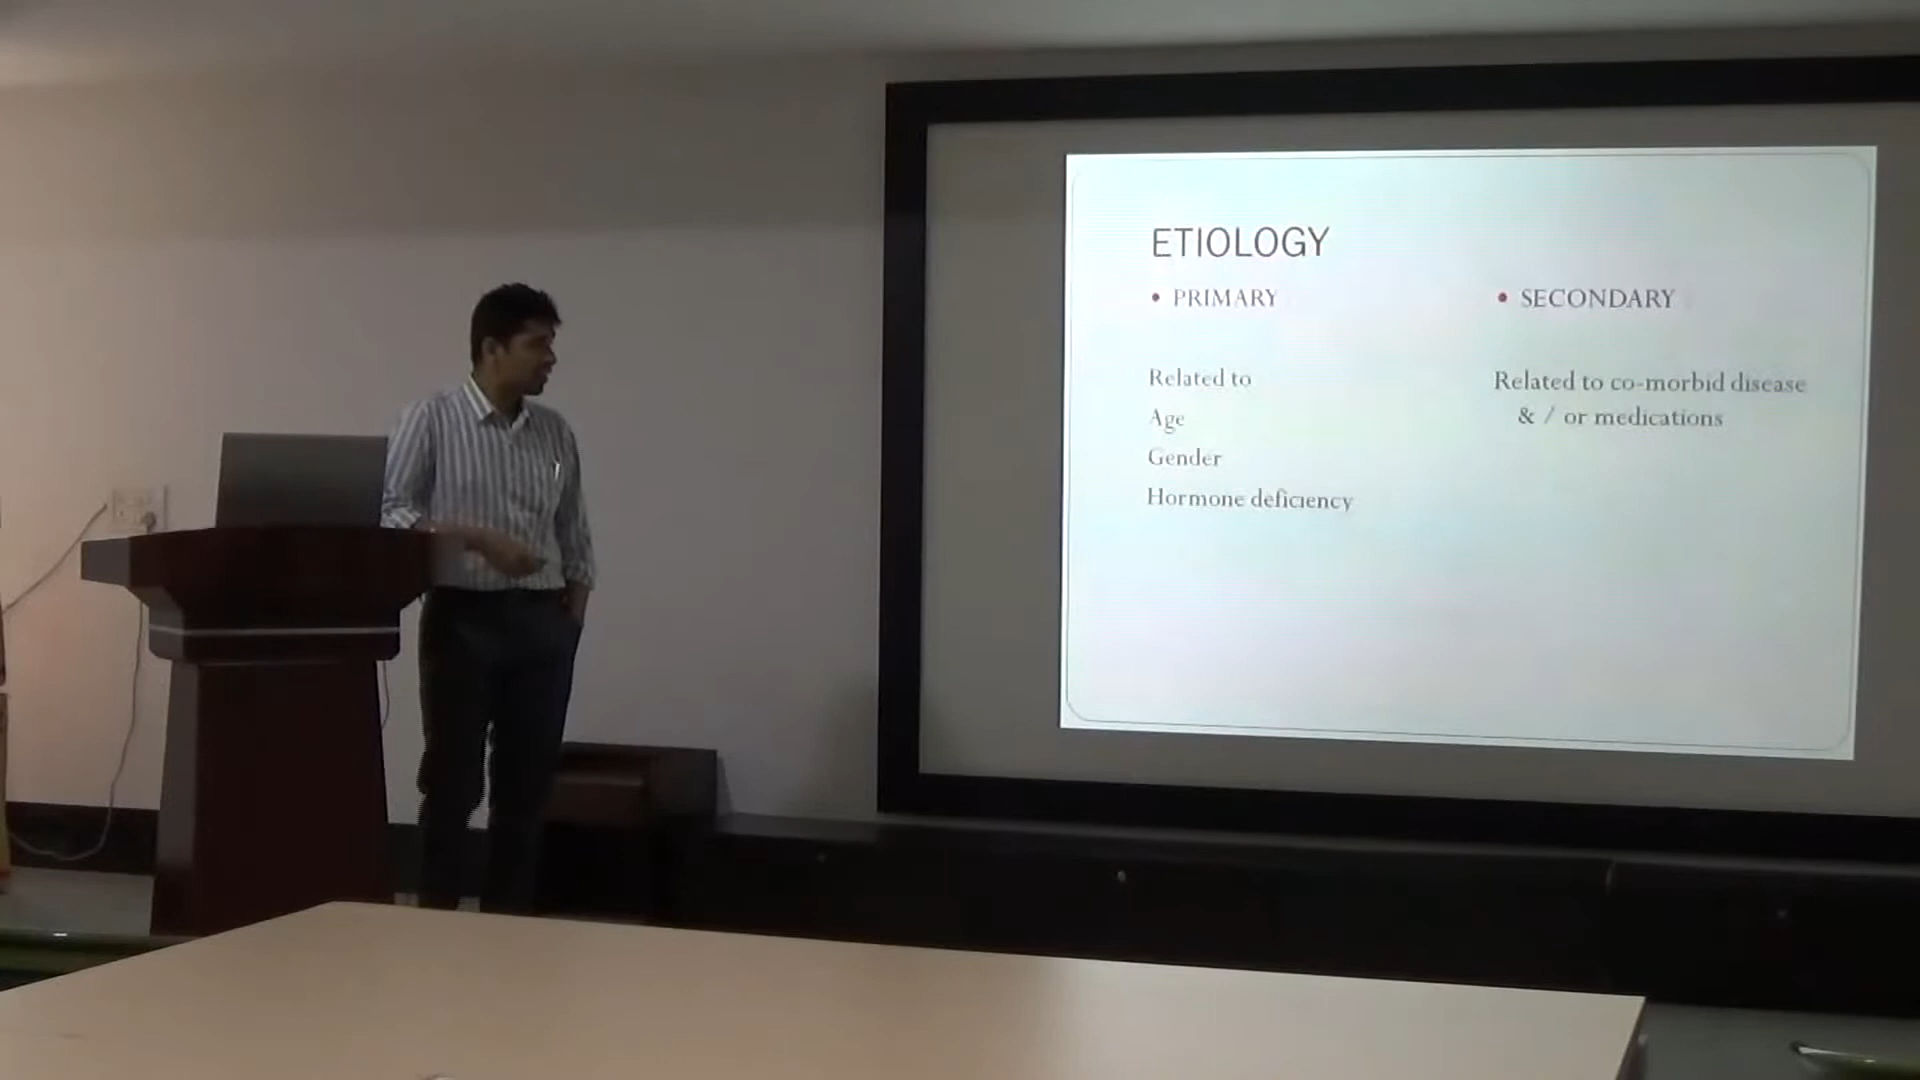 ETIOLOGY
• PRIMARY
Related to
Age
Gender
Hormone deficiency
• SECONDARY
Related to co-morbid disease
& / or medications